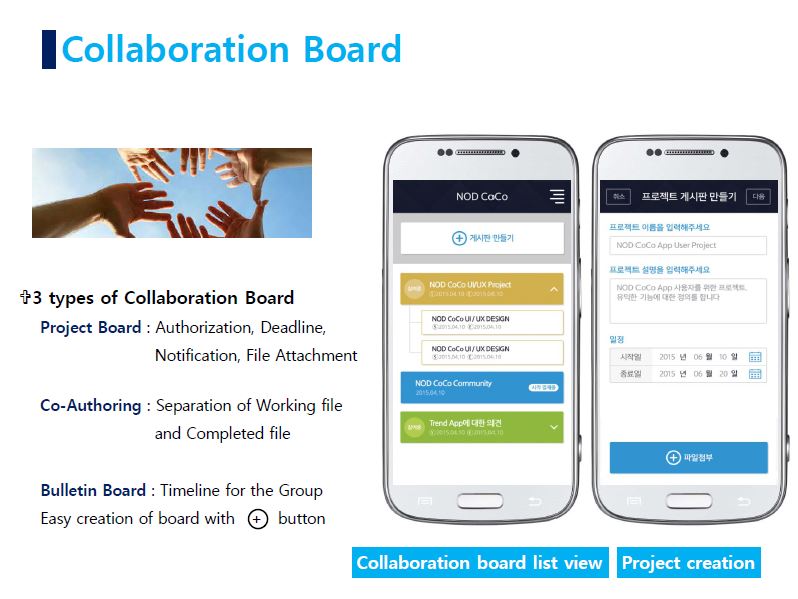 Collaboration Board
✞3 types of Collaboration Board
Project Board : Authorization, Deadline,
Notification, File Attachment
Co-Authoring : Separation of Working file
and Completed file
Bulletin Board : Timeline for the Group
Easy creation of board with + button
NOD CaCo
게시판 만들기
NOD CoCo UI/UX Project
Ⓢ2015.04.10 Ⓔ2015.04.10
NOD CoCo UI / UX DESIGN
Ⓢ2015.04.10 Ⓔ2015.04.10
NOD CoCo UI / UX DESIGN
Ⓢ2015.04.10 Ⓔ2015.04.10
NOD CoCo Community
2015.04.10
Trend App에 대한 의견
Ⓢ2015.04.10 Ⓔ2015.04.10
Collaboration board list view
취소 프로젝트 게시판 만들기 다음
프로젝트 이름을 입력해주세요
NOD CoCo App User Project
프로젝트 설명을 입력해주세요
NOD CoCo App 사용자를 위한 프로젝트.
유익한 기능에 대한 정의를 합니다
일정
시작일 2015 년 06 월 10 일
종료일 2015 년 06 월 20 일
파일첨부
Project creation